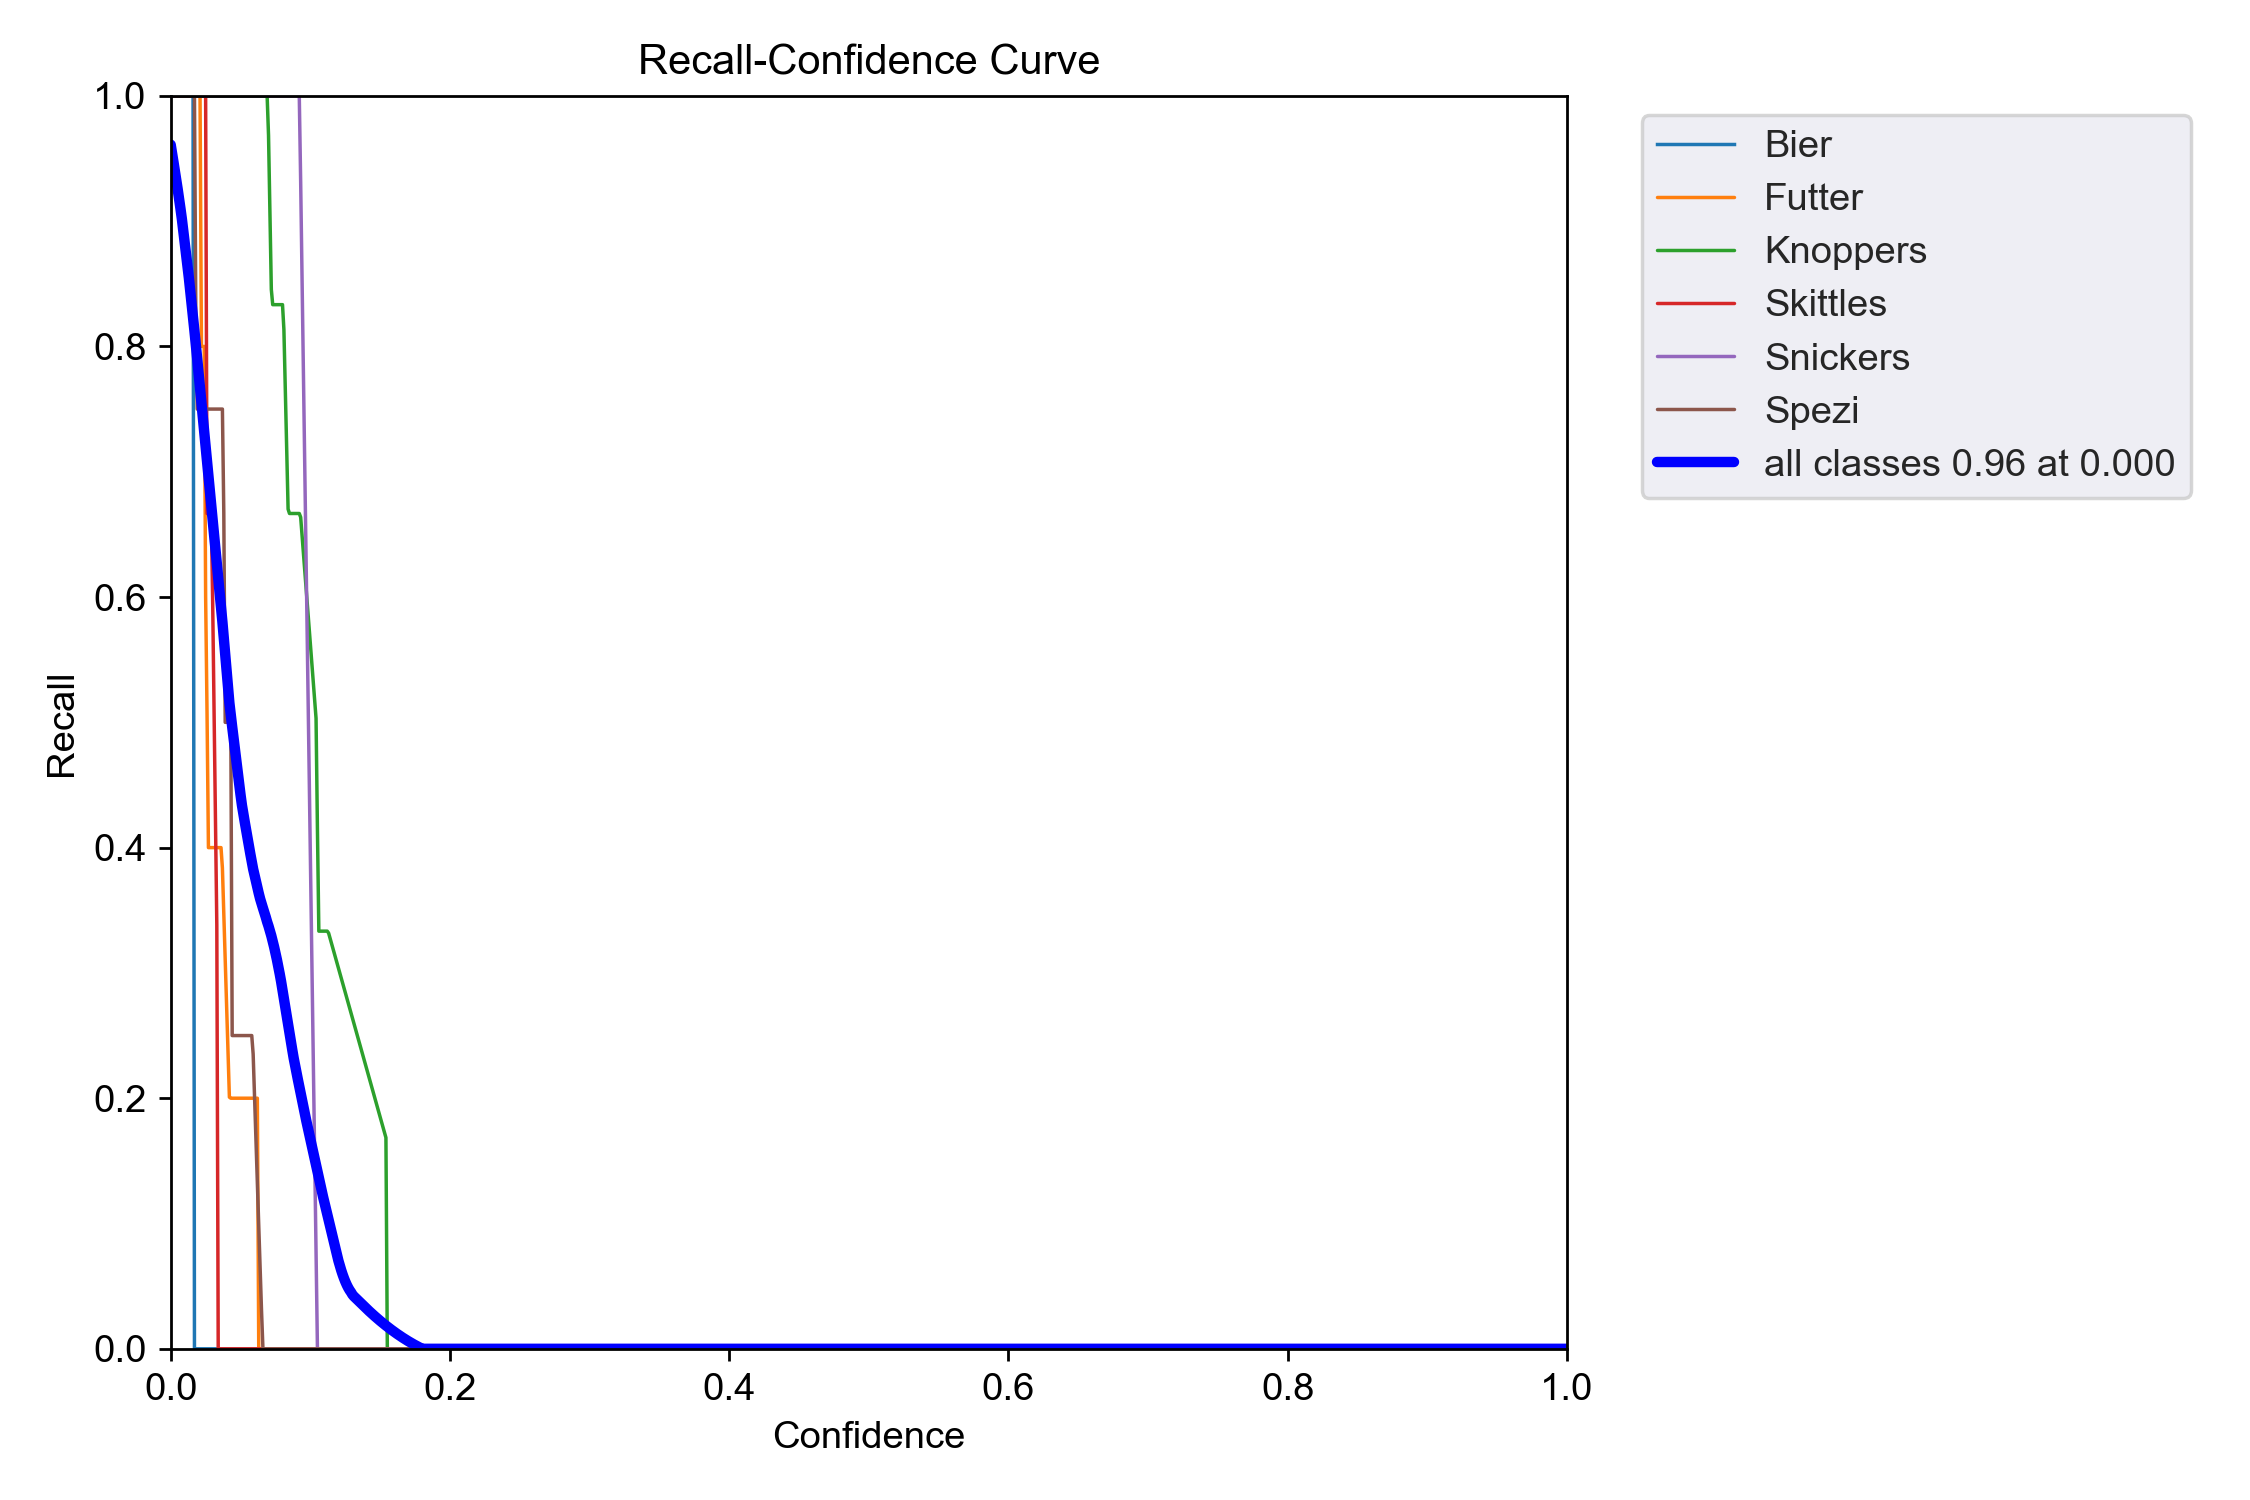 Recall-Confidence Curve
1.0
0.8
0.6
0.4
0.2
0.0
Recall
0.0 0.2 0.4 0.6 0.8 1.0
Confidence
Bier
Futter
Knoppers
Skittles
Snickers
Spezi
all classes 0.96 at 0.000